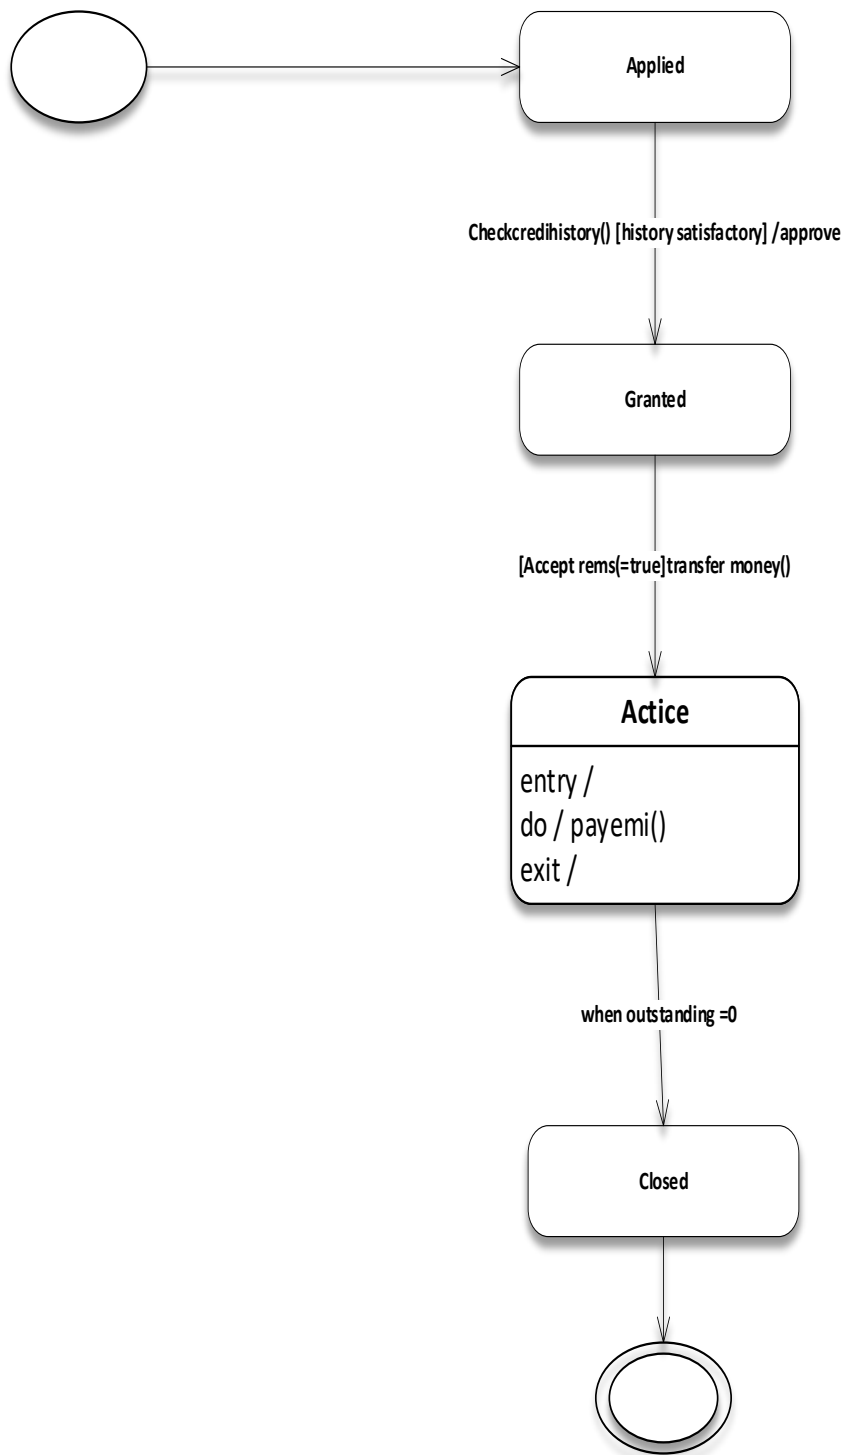 Applied
Checkcredihistory() [history satisfactory] /approve
Granted
[Accept rems(=true]transfer money()
Actice
entry /
do / payemi()
exit /
when outstanding =0
Closed